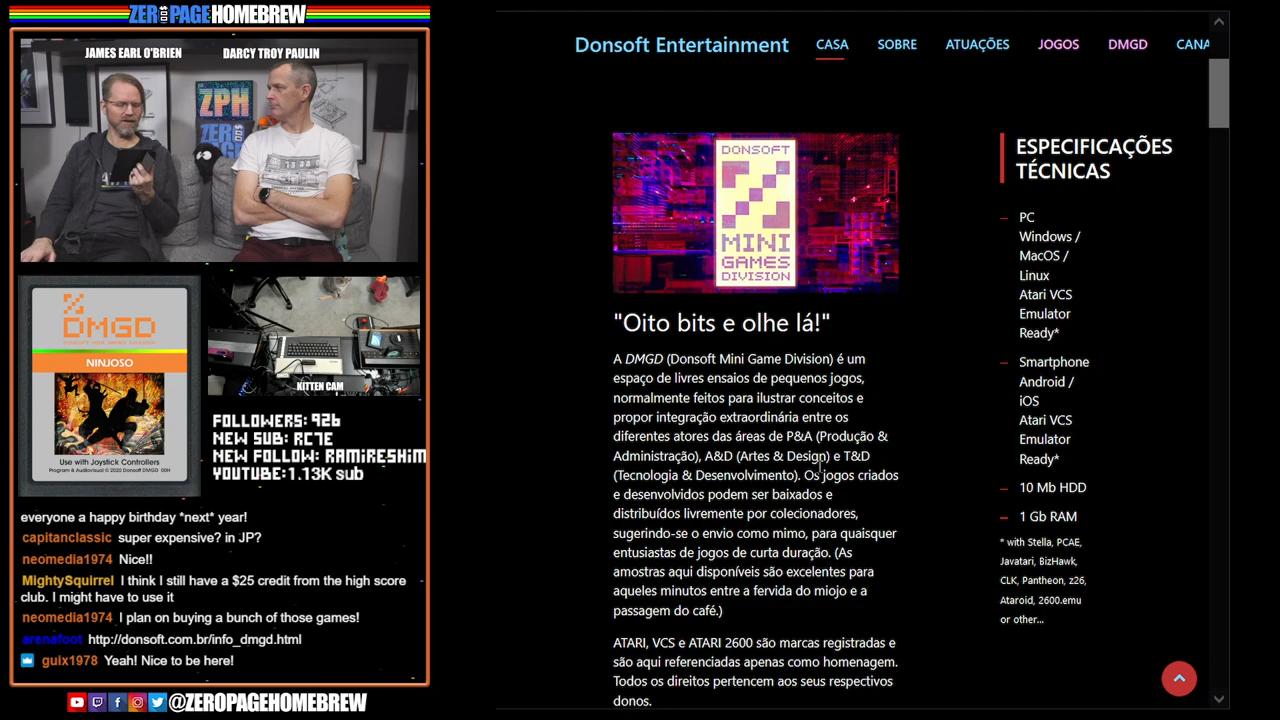 ZEROPAGEHOMEBREW
JAMES EARL O'BRIEN
DARCY TROY PAULIN
ZPH
DMGD
DONSOFT MINI GAMES DIVISION
NINJOSO
Use with Joystick Controllers
KITTEN CAM
FOLLOWERS: 926
NEW SUB: RC7E
NEW FOLLOW: RAMIRESHIM
YOUTUBE:1.13K sub
everyone a happy birthday *next* year!
capitanclassic super expensive? in JP?
neomedia1974 Nice!!
MightySquirrel I think I still have a $25 credit from the high score
club. I might have to use it
neomedia1974 I plan on buying a bunch of those games!
arenafoot http://donsoft.com.br/info_dmgd.html
guix1978 Yeah! Nice to be here!
@ZEROPAGEHOMEBREW
Donsoft Entertainment
CASA
SOBRE
ATUAÇÕES
JOGOS
DMGD
CANA
DONSOFT
MINI
GAMES
DIVISION
"Oito bits e olhe lá!"
A DMGD (Donsoft Mini Game Division) é um
espaço de livres ensaios de pequenos jogos,
normalmente feitos para ilustrar conceitos e
propor integração extraordinária entre os
diferentes atores das áreas de P&A (Produção &
Administração), A&D (Artes & Design) e T&D
(Tecnologia & Desenvolvimento). Os jogos criados
e desenvolvidos podem ser baixados e
distribuídos livremente por colecionadores,
sugerindo-se o envio como mimo, para quaisquer
entusiastas de jogos de curta duração. (As
amostras aqui disponíveis são excelentes para
aqueles minutos entre a fervida do miojo e a
passagem do café.)
ATARI, VCS e ATARI 2600 são marcas registradas e
são aqui referenciadas apenas como homenagem.
Todos os direitos pertencem aos seus respectivos
donos.
ESPECIFICAÇÕES
TÉCNICAS
PC
Windows /
MacOS /
Linux
Atari VCS
Emulator
Ready*
Smartphone
Android /
iOS
Atari VCS
Emulator
Ready*
10 Mb HDD
1 Gb RAM
* with Stella, PCAE,
Javatari, BizHawk,
CLK, Pantheon, z26,
Ataroid, 2600.emu
or other...